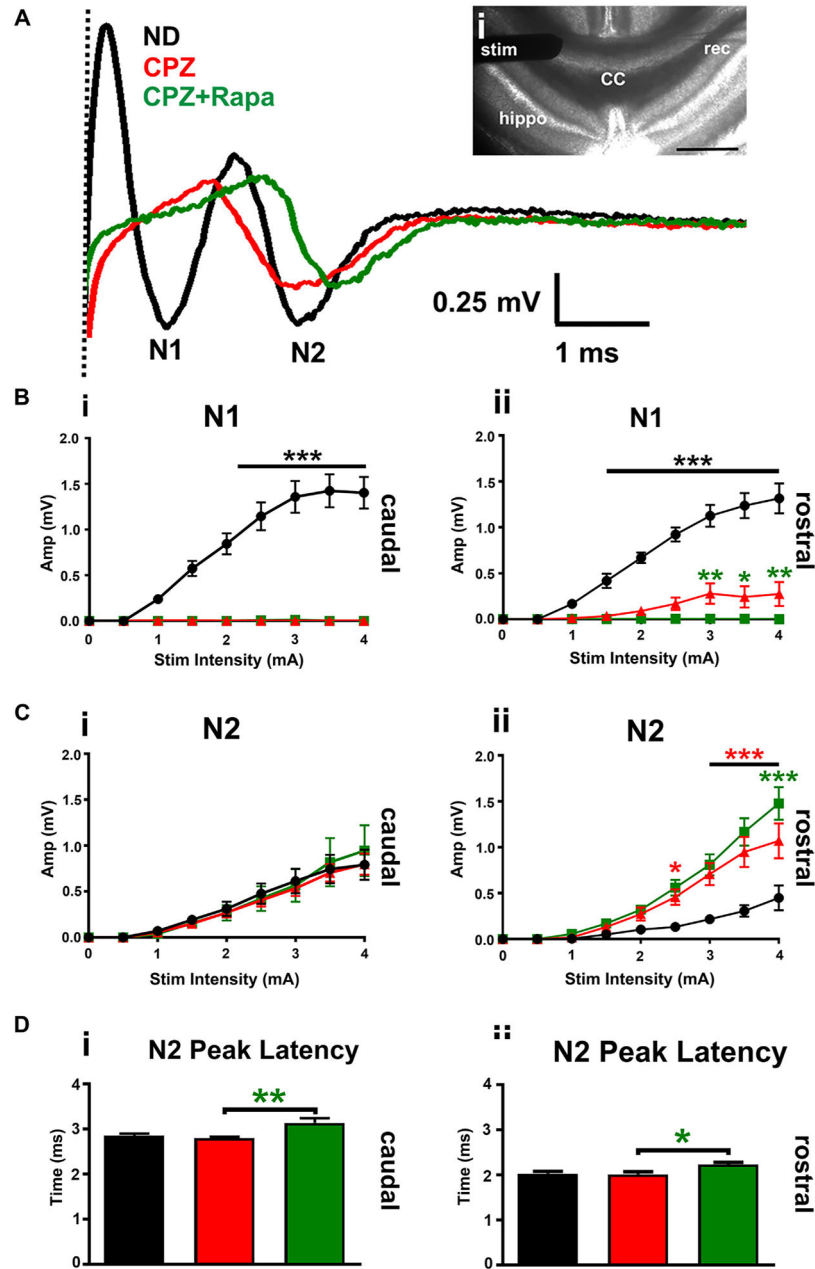 A
ND
CPZ
CPZ+Rapa
i
stim
rec
CC
hippo
N1
N2
0.25 mV
1 ms
B
i
N1
***
2.0
1.5
1.0
0.5
0.0
Amp (mV)
0 1 2 3 4
Stim Intensity (mA)
caudal
ii
N1
***
** * **
2.0
1.5
1.0
0.5
0.0
Amp (mV)
0 1 2 3 4
Stim Intensity (mA)
rostral
C
i
N2
2.0
1.5
1.0
0.5
0.0
Amp (mV)
0 1 2 3 4
Stim Intensity (mA)
caudal
ii
N2
***
***
*
2.0
1.5
1.0
0.5
0.0
Amp (mV)
0 1 2 3 4
Stim Intensity (mA)
rostral
D
i
N2 Peak Latency
**
4
3
2
1
0
Time (ms)
caudal
ii
N2 Peak Latency
*
4
3
2
1
0
Time (ms)
rostral